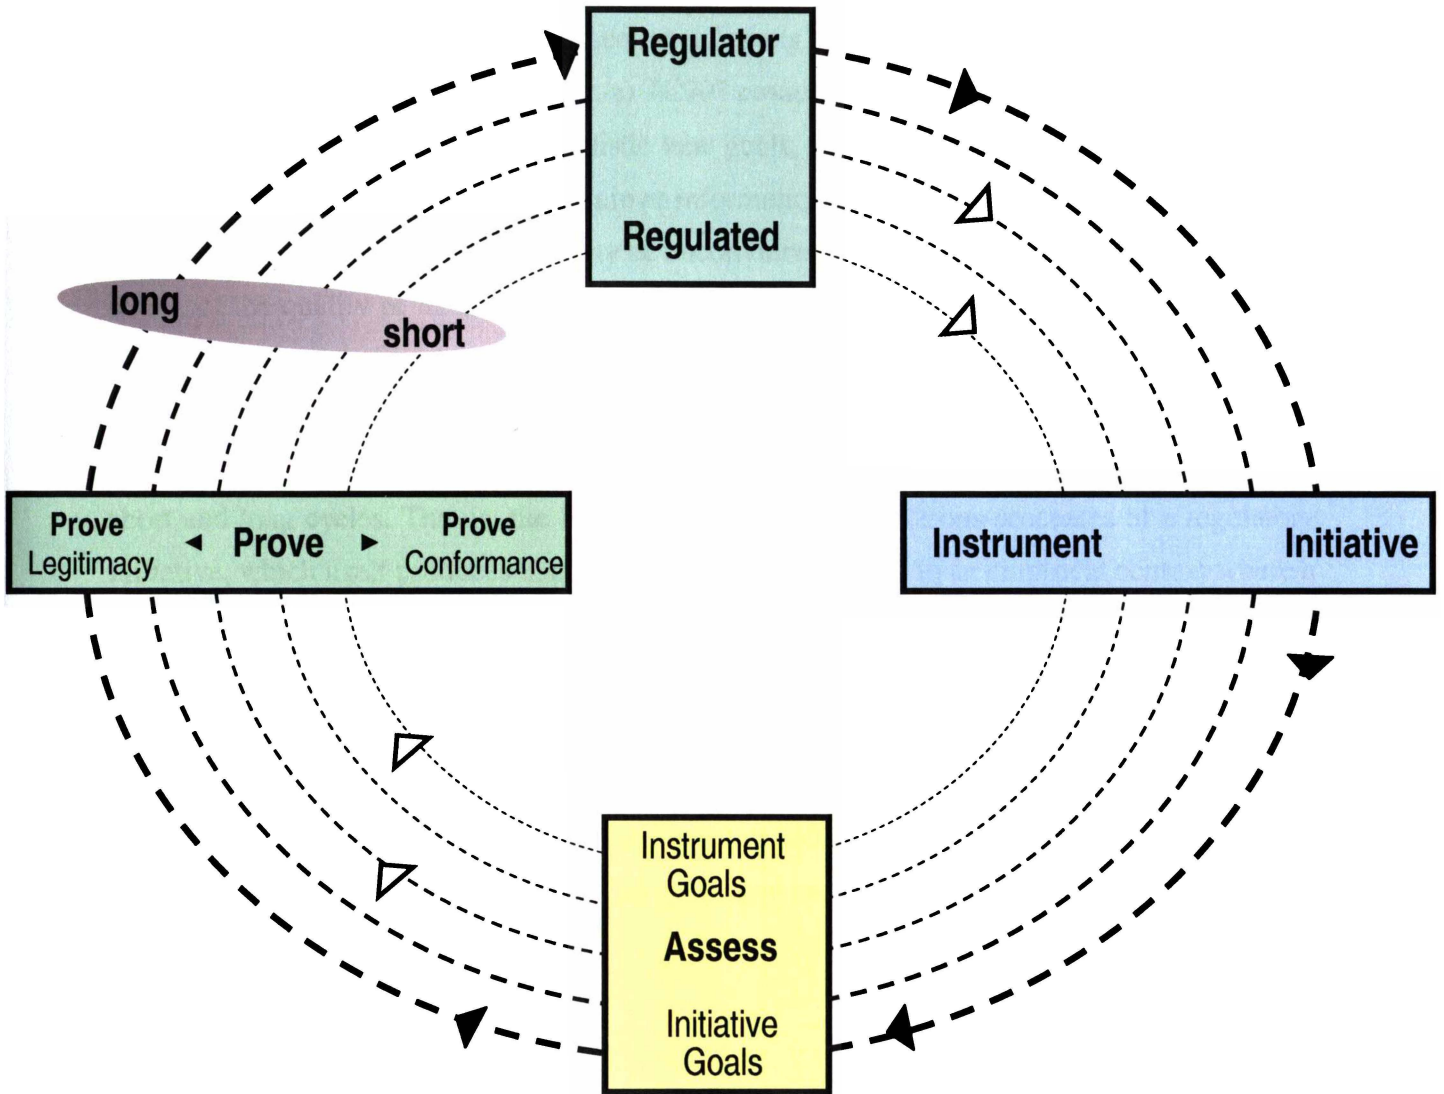 Regulator
Regulated
long
short
Prove
Legitimacy
Prove
Prove
Conformance
Instrument
Initiative
Instrument
Goals
Assess
Initiative
Goals